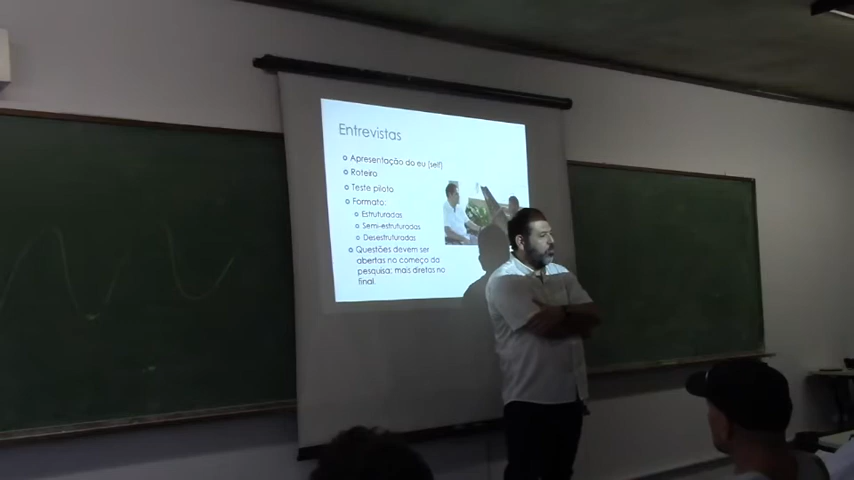 Entrevistas
Apresentação do eu (self)
Roteiro
Teste piloto
Formato:
Estruturadas
Semi-estruturadas
Desestruturadas
Questões devem ser
abertas no começo da
pesquisa; mais diretas no
final.